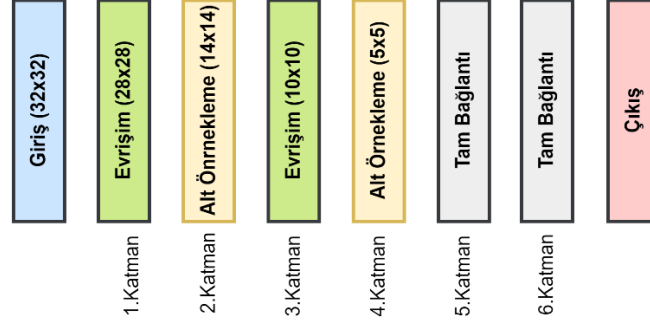 Giriş (32x32)
Evrişim (28x28)
Alt Önrnekleme (14x14)
Evrişim (10x10)
Alt Örnekleme (5x5)
Tam Bağlantı
Tam Bağlantı
Çıkış
1.Katman
2.Katman
3.Katman
4.Katman
5.Katman
6.Katman